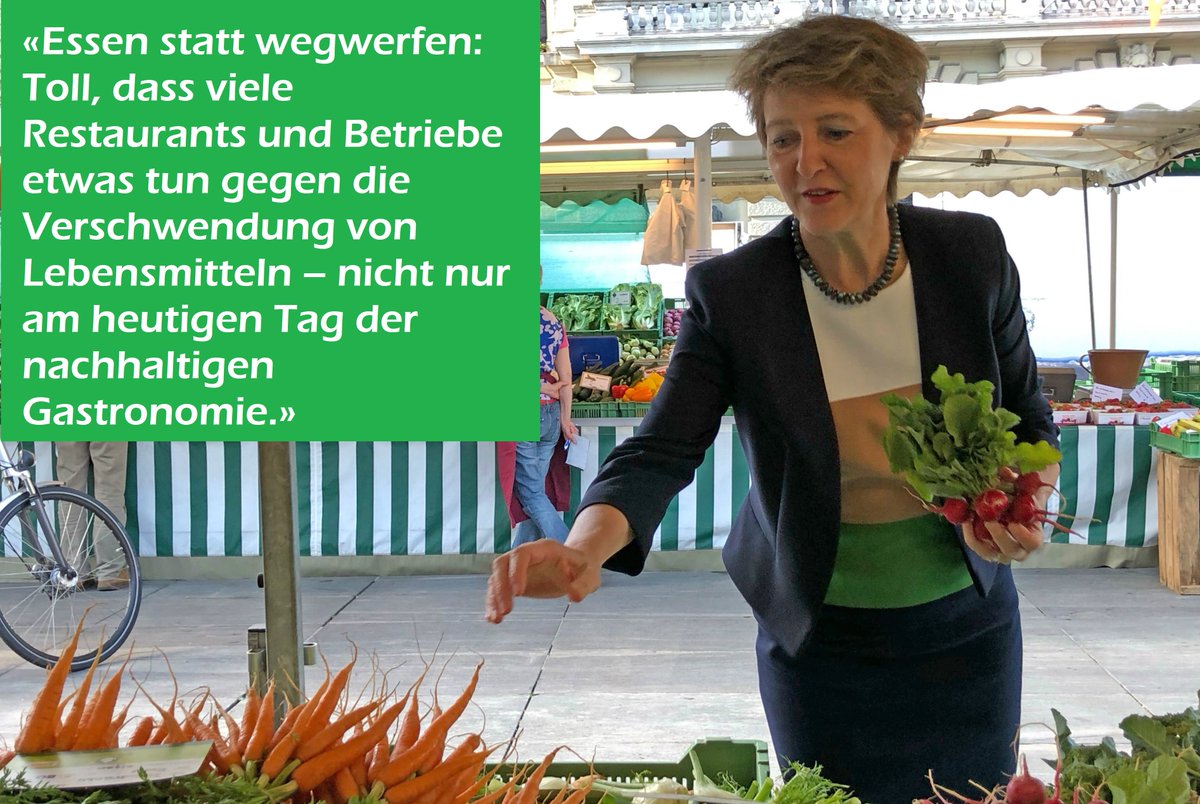 «Essen statt wegwerfen:
Toll, dass viele
Restaurants und Betriebe
etwas tun gegen die
Verschwendung von
Lebensmitteln – nicht nur
am heutigen Tag der
nachhaltigen
Gastronomie.»